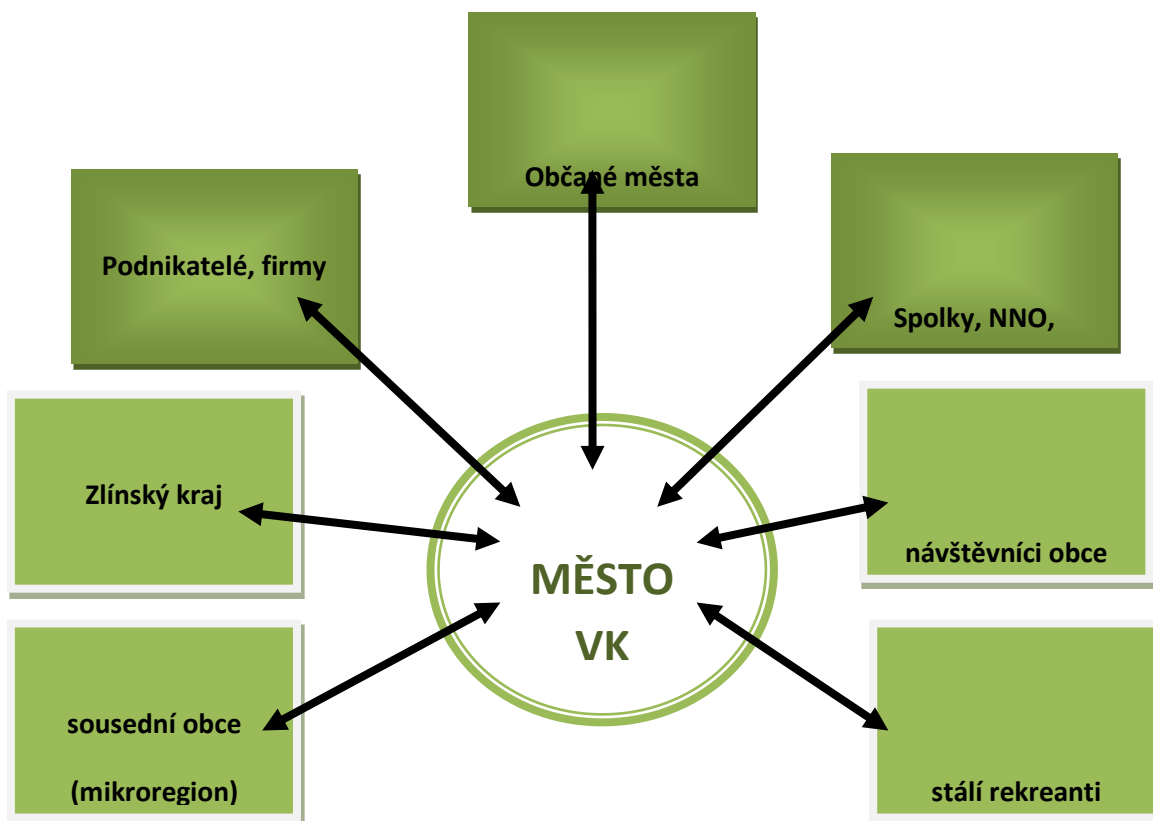 Občané města
Podnikatelé, firmy
Spolky, NNO,
Zlínský kraj
návštěvníci obce
MĚSTO
VK
sousední obce
(mikroregion)
stálí rekreanti